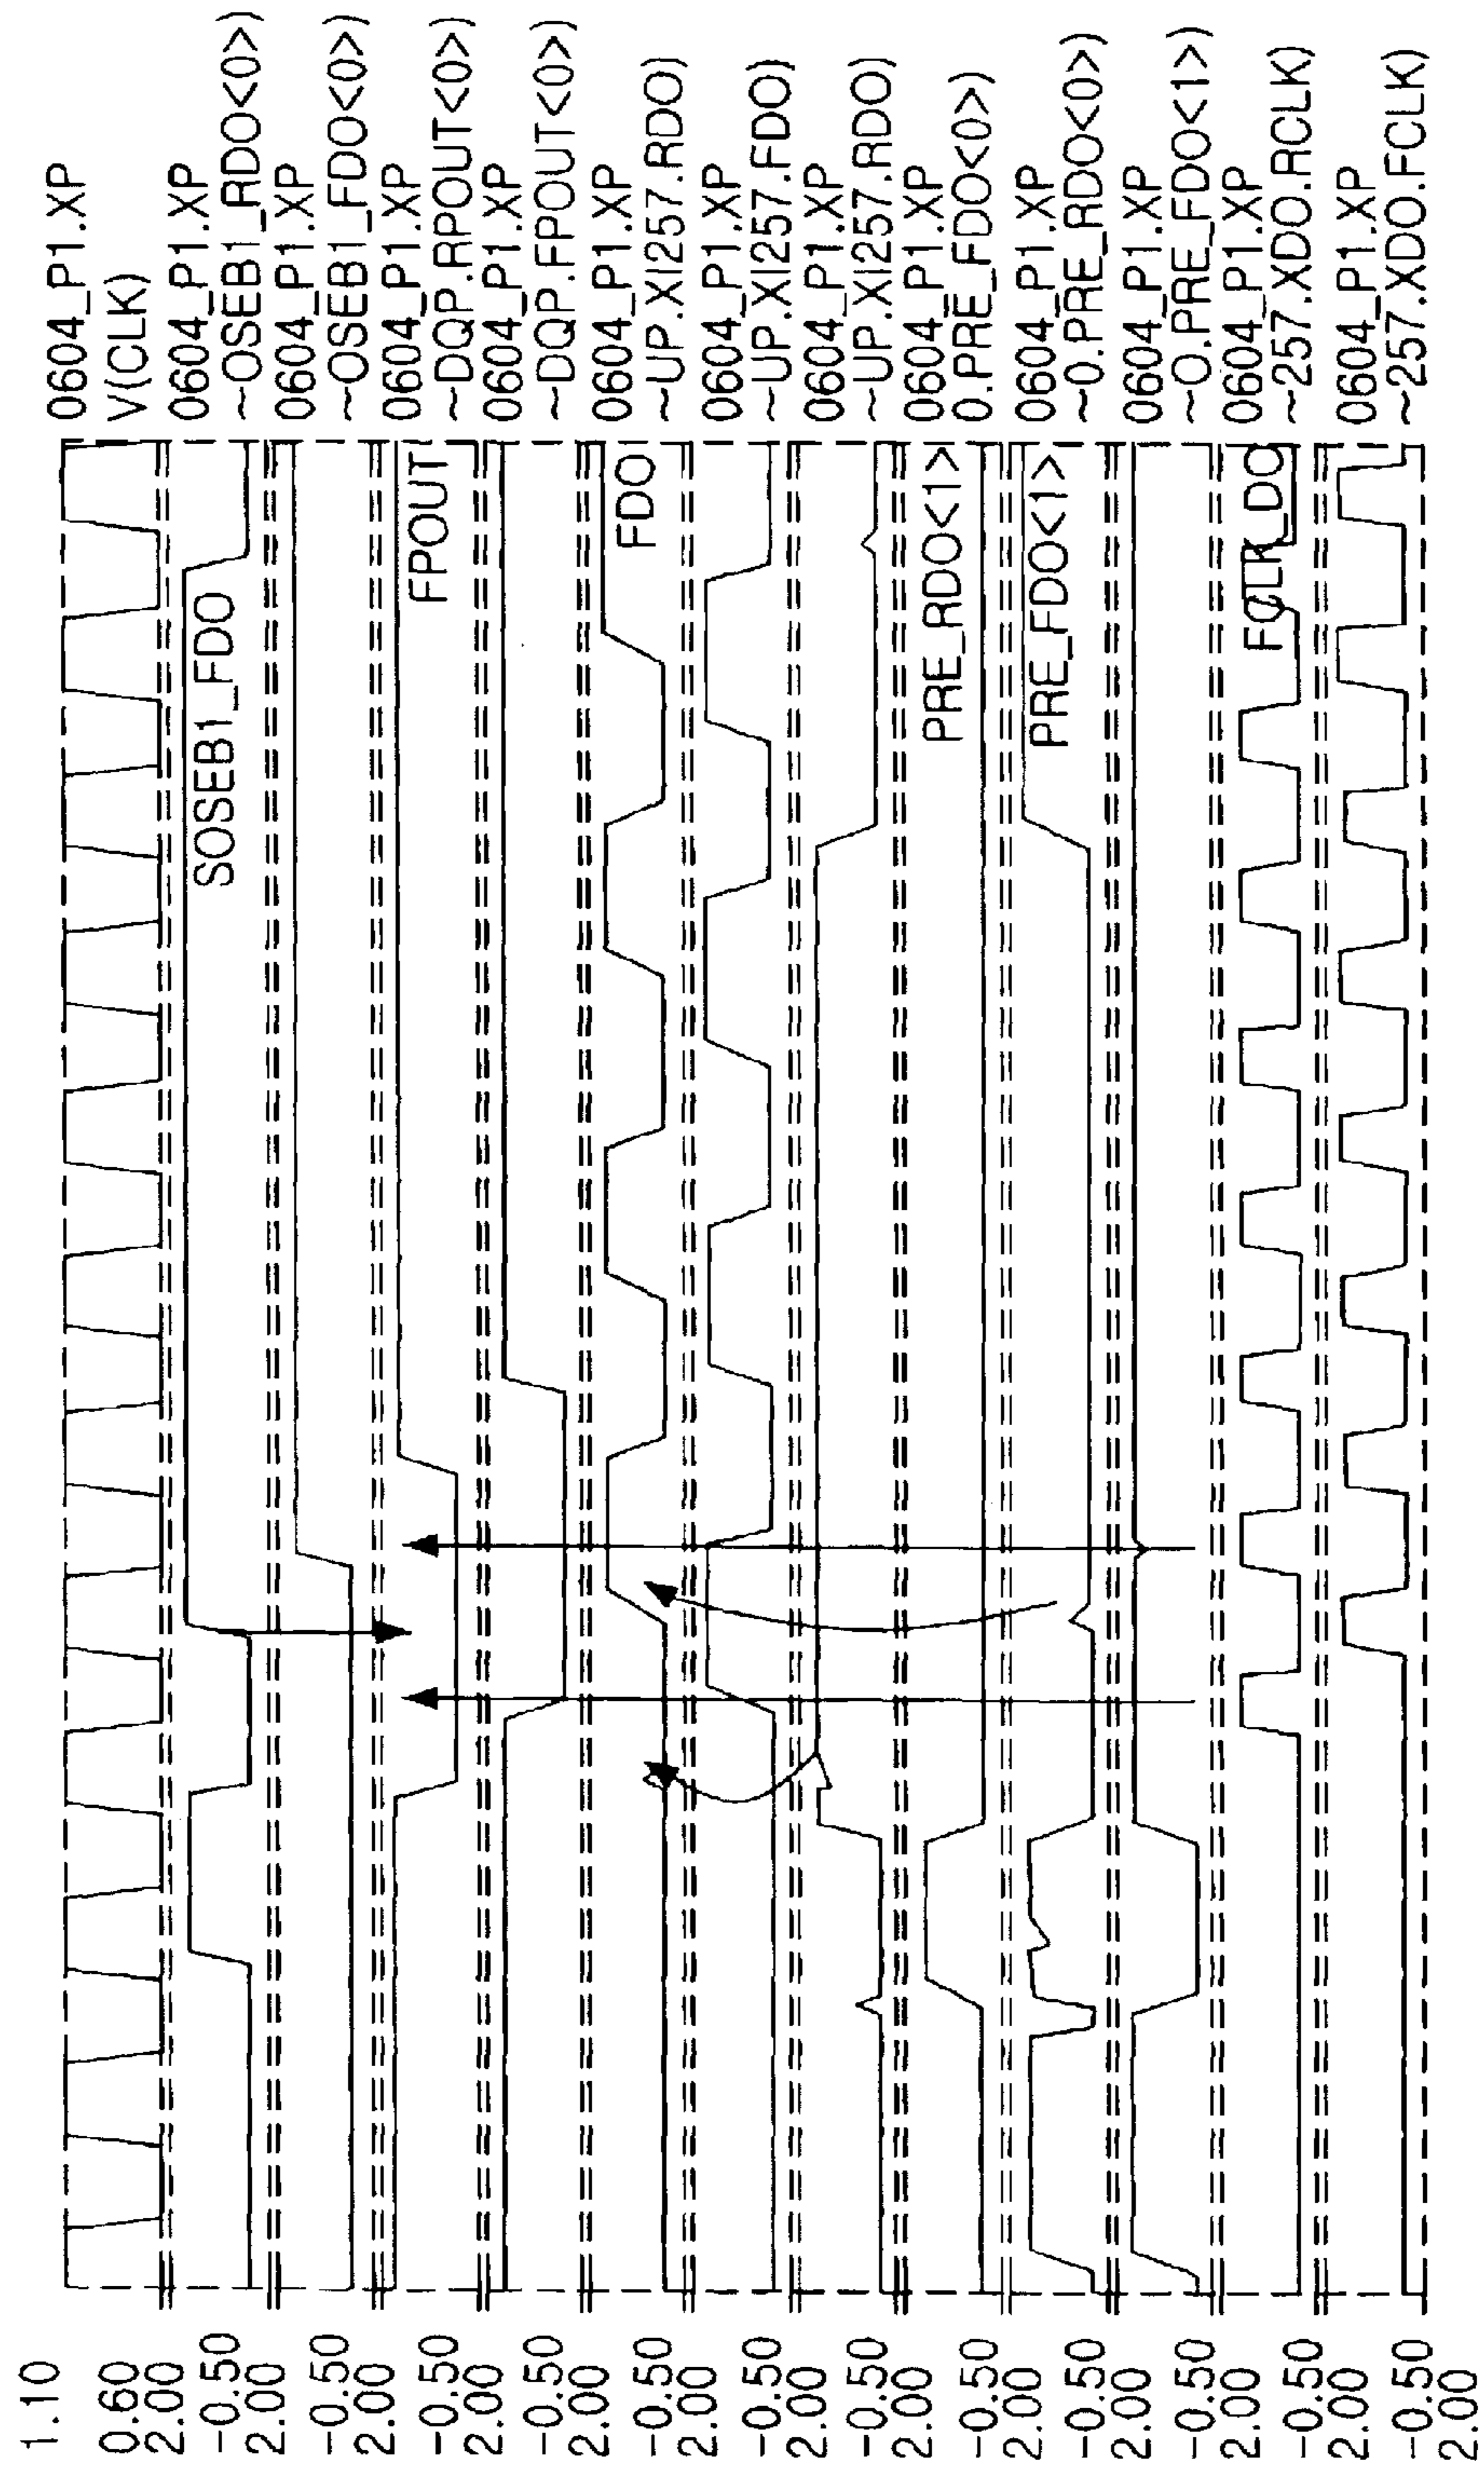 1.10
0.60
2.00
-0.50
2.00
-0.50
2.00
-0.50
2.00
-0.50
2.00
-0.50
2.00
-0.50
2.00
-0.50
2.00
-0.50
2.00
-0.50
2.00
-0.50
2.00
-0.50
2.00
-0.50
2.00
SOSEB1_FDO
FPOUT
FDO
PRE_RDO<1>
PRE_FDO<1>
FCLK_DO
0604_P1.XP
V(CLK)
0604_P1.XP
~OSEB1_RDO<0>)
0604_P1.XP
~OSEB1_FDO<0>)
0604_P1.XP
~DQP.RPOUT<0>)
0604_P1.XP
~DQP.FPOUT<0>)
0604_P1.XP
~UP.XI257.RDO)
0604_P1.XP
~UP.XI257.FDO)
0604_P1.XP
~UP.XI257.RDO)
0604_P1.XP
0.PRE_FDO<0>)
0604_P1.XP
~0.PRE_RDO<0>)
0604_P1.XP
~O.PRE_FDO<1>)
0604_P1.XP
~257.XDO.RCLK)
0604_P1.XP
~257.XDO.FCLK)